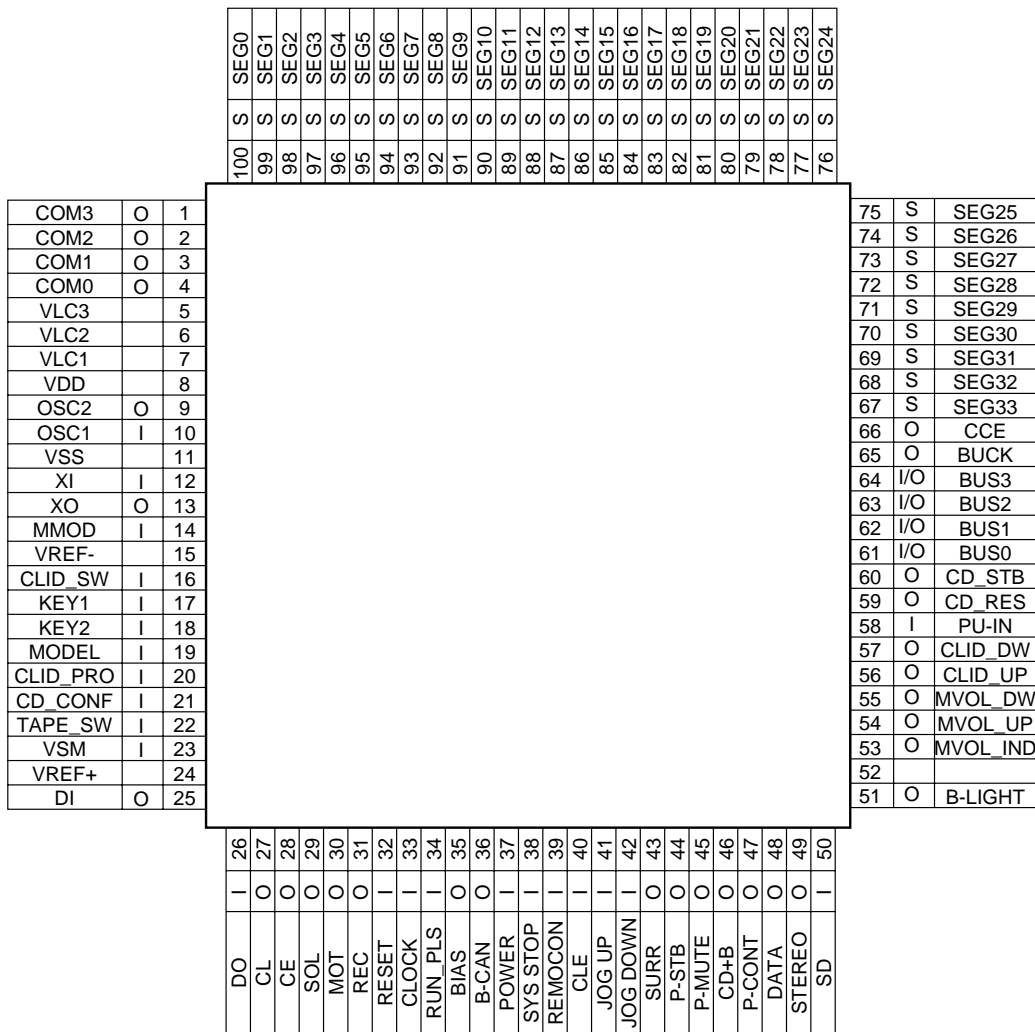 SEG0 SEG1 SEG2 SEG3 SEG4 SEG5 SEG6 SEG7 SEG8 SEG9 SEG10 SEG11 SEG12 SEG13 SEG14 SEG15 SEG16 SEG17 SEG18 SEG19 SEG20 SEG21 SEG22 SEG23 SEG24
S S S S S S S S S S S S S S S S S S S S S S S S S
100 99 98 97 96 95 94 93 92 91 90 89 88 87 86 85 84 83 82 81 80 79 78 77 76
COM3 O 1
COM2 O 2
COM1 O 3
COM0 O 4
VLC3 5
VLC2 6
VLC1 7
VDD 8
OSC2 O 9
OSC1 I 10
VSS 11
XI I 12
XO O 13
MMOD I 14
VREF- 15
CLID_SW I 16
KEY1 I 17
KEY2 I 18
MODEL I 19
CLID_PRO I 20
CD_CONF I 21
TAPE_SW I 22
VSM I 23
VREF+ 24
DI O 25
75 S SEG25
74 S SEG26
73 S SEG27
72 S SEG28
71 S SEG29
70 S SEG30
69 S SEG31
68 S SEG32
67 S SEG33
66 O CCE
65 O BUCK
64 I/O BUS3
63 I/O BUS2
62 I/O BUS1
61 I/O BUS0
60 O CD_STB
59 O CD_RES
58 I PU-IN
57 O CLID_DW
56 O CLID_UP
55 O MVOL_DW
54 O MVOL_UP
53 O MVOL_IND
52
51 O B-LIGHT
26 27 28 29 30 31 32 33 34 35 36 37 38 39 40 41 42 43 44 45 46 47 48 49 50
I O O O O O I I I O O I I I I I I O O O O O O O I
DO CL CE SOL MOT REC RESET CLOCK RUN_PLS BIAS B-CAN POWER SYS STOP REMOCON CLE JOG UP JOG DOWN SURR P-STB P-MUTE CD+B P-CONT DATA STEREO SD